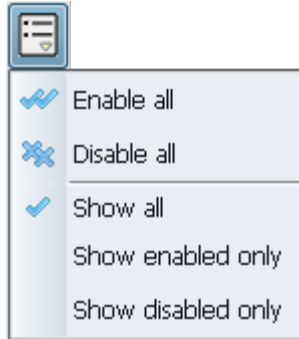 Enable all
Disable all
Show all
Show enabled only
Show disabled only